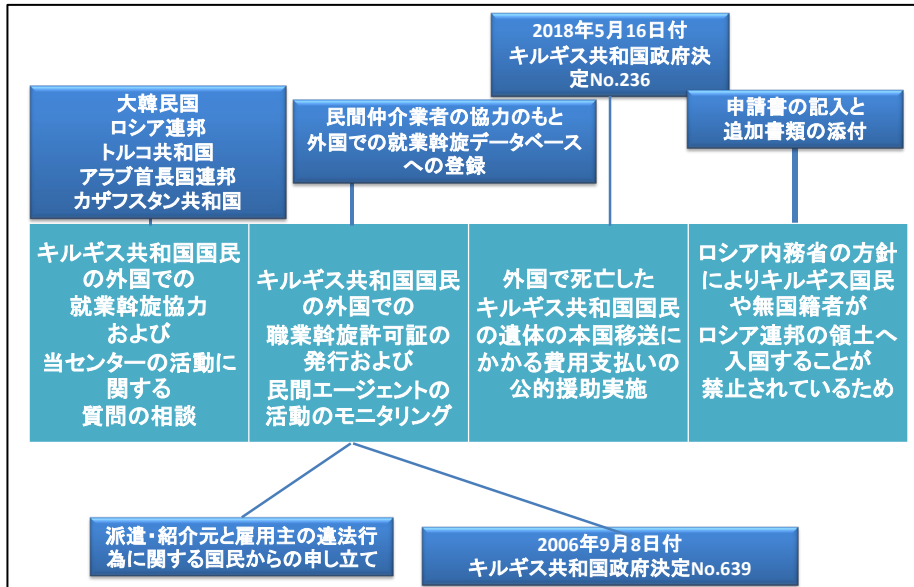 2018年5月16日付
キルギス共和国政府決
定No.236
大韓民国
ロシア連邦
トルコ共和国
アラブ首長国連邦
カザフスタン共和国
民間仲介業者の協力のもと
外国での就業斡旋データベース
への登録
申請書の記入と
追加書類の添付
キルギス共和国国民
の外国での
就業斡旋協力
および
当センターの活動に
関する
質問の相談
キルギス共和国国民
の外国での
職業斡旋許可証の
発行および
民間エージェントの
活動のモニタリング
外国で死亡した
キルギス共和国国民
の遺体の本国移送に
かかる費用支払いの
公的援助実施
ロシア内務省の方針
によりキルギス国民
や無国籍者が
ロシア連邦の領土へ
入国することが
禁止されているため
派遣・紹介元と雇用主の違法行
為に関する国民からの申し立て
2006年9月8日付
キルギス共和国政府決定No.639